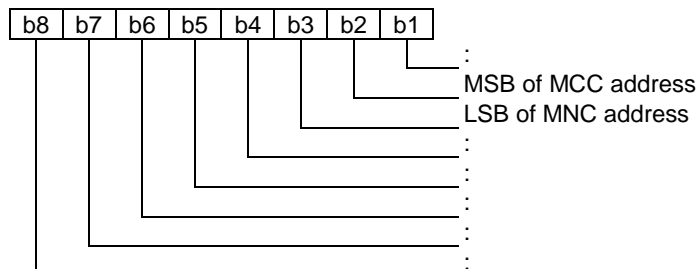 b8 b7 b6 b5 b4 b3 b2 b1
:
MSB of MCC address
LSB of MNC address
:
:
:
:
: